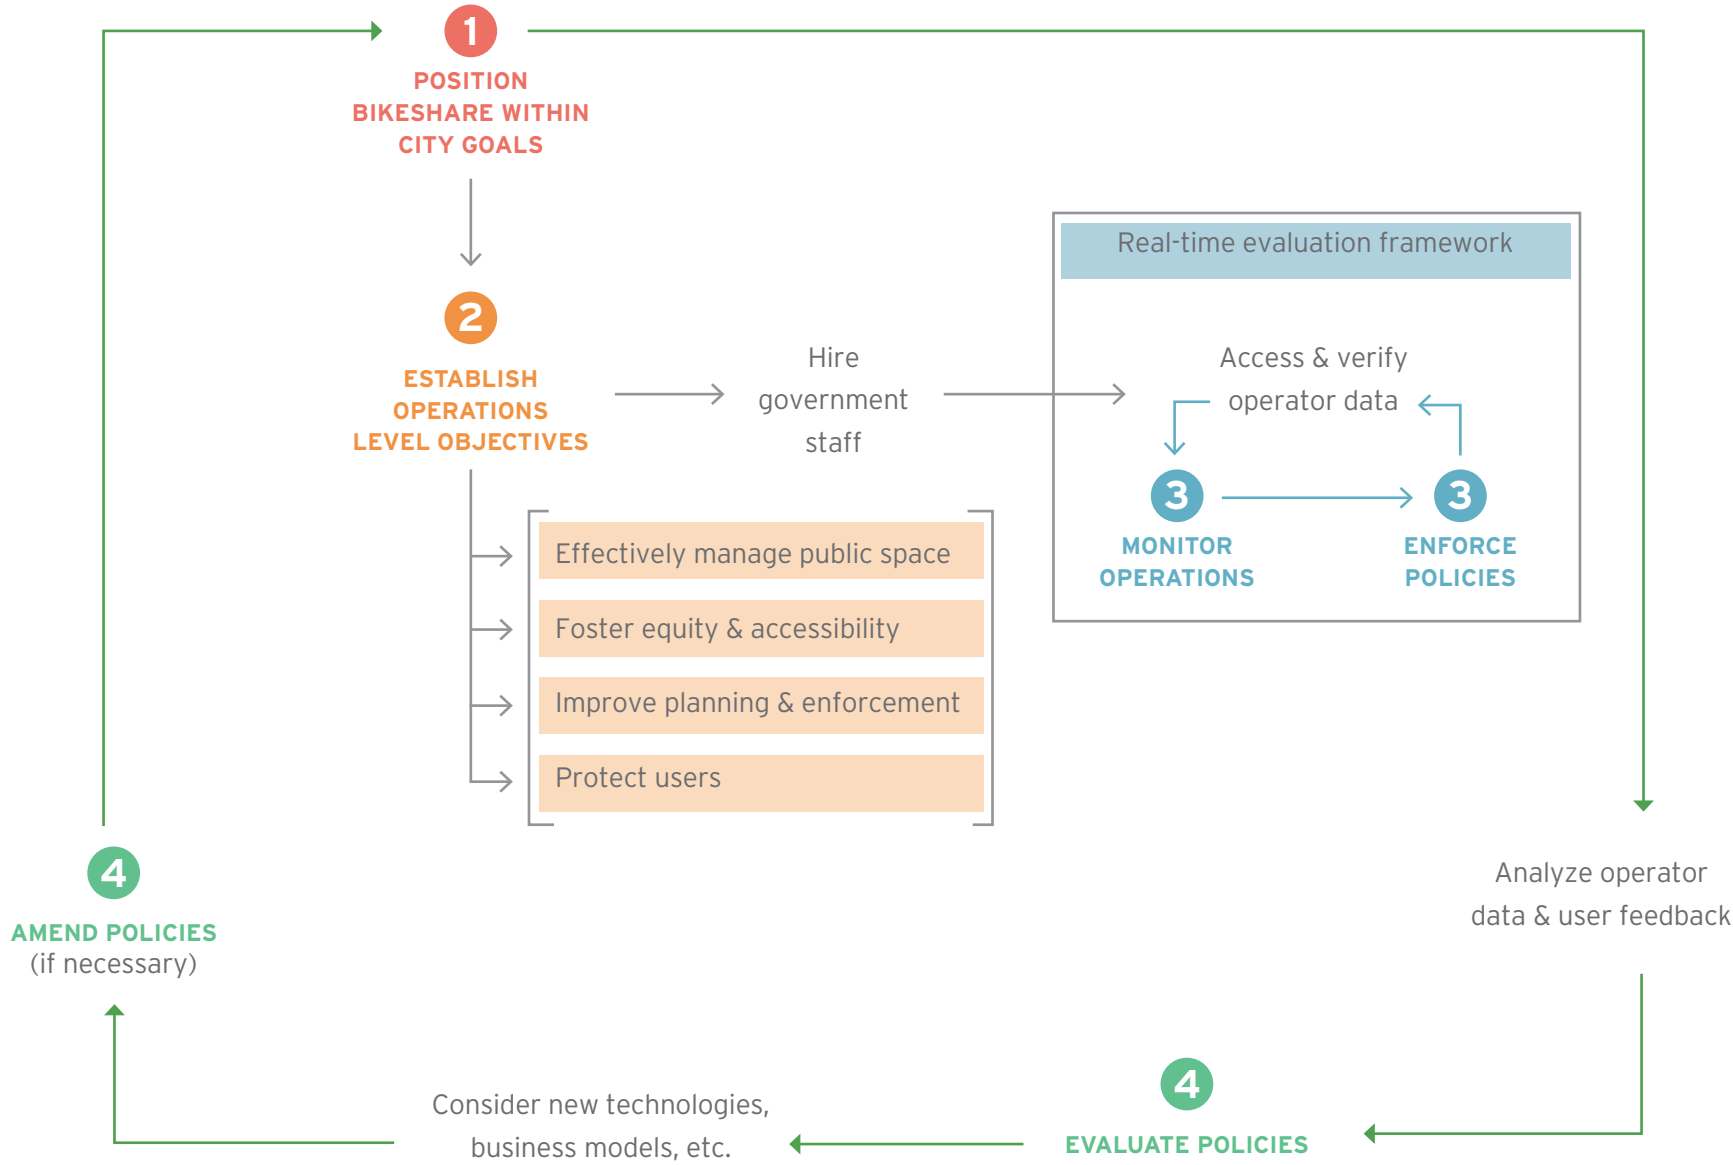 1
POSITION
BIKESHARE WITHIN
CITY GOALS
2
ESTABLISH
OPERATIONS
LEVEL OBJECTIVES
Hire
government
staff
Real-time evaluation framework
Access & verify
operator data
3
MONITOR
OPERATIONS
3
ENFORCE
POLICIES
Effectively manage public space
Foster equity & accessibility
Improve planning & enforcement
Protect users
Analyze operator
data & user feedback
4
EVALUATE POLICIES
Consider new technologies,
business models, etc.
4
AMEND POLICIES
(if necessary)